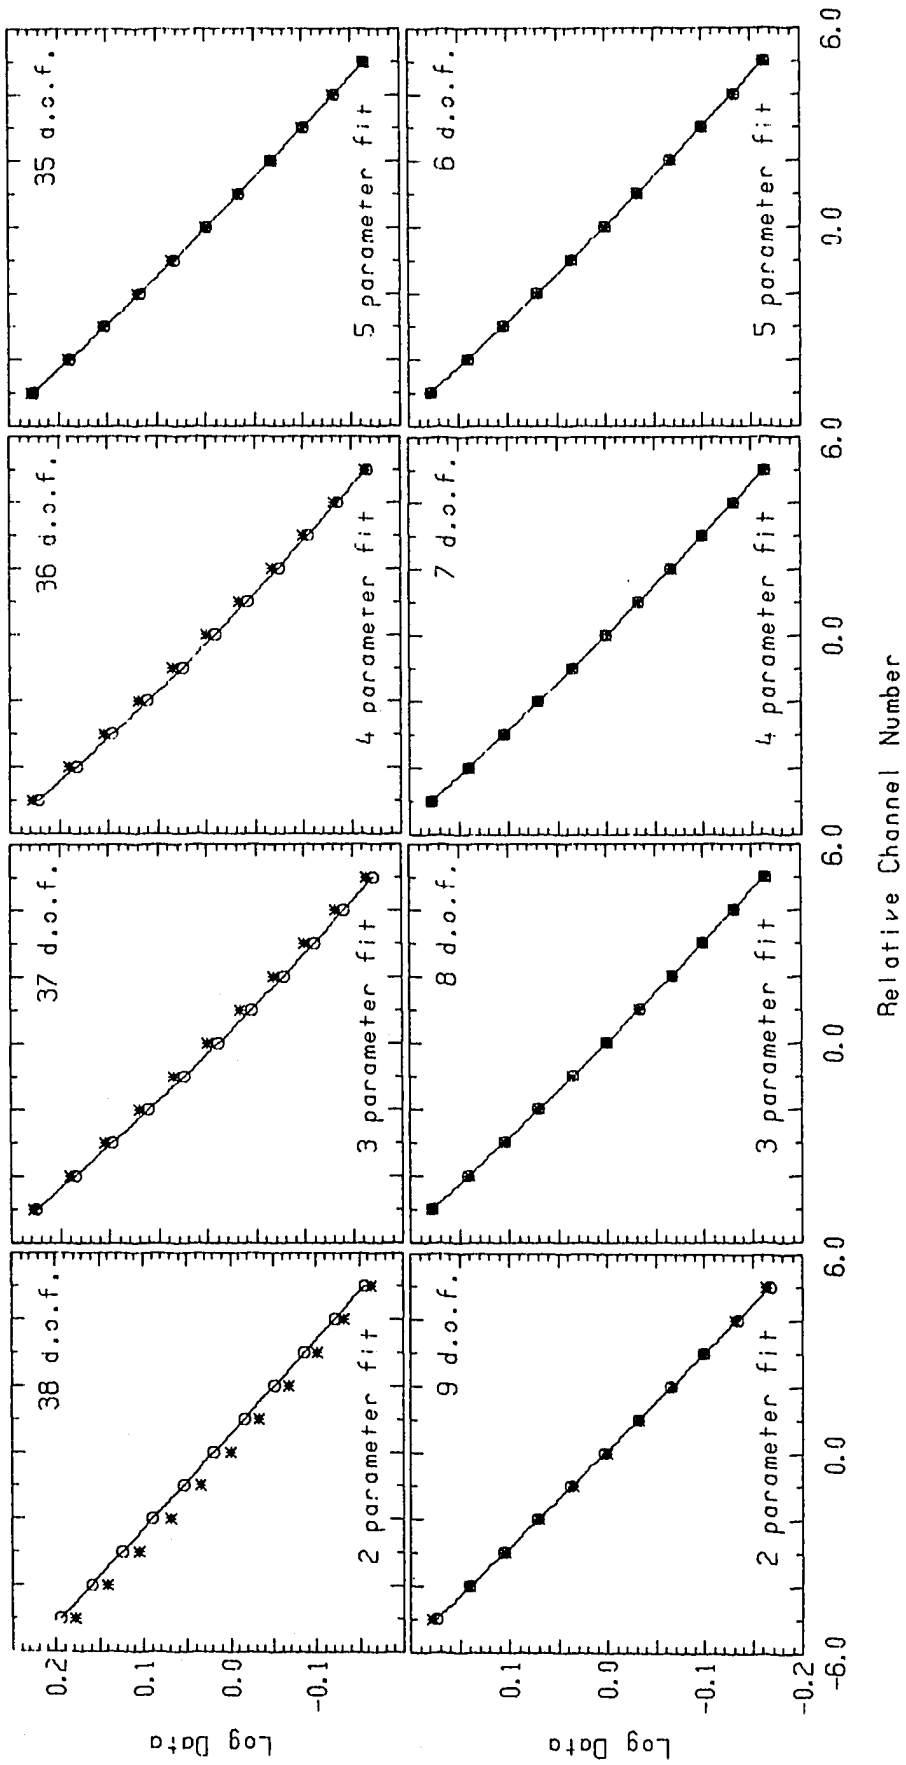 Log Data
0.2
0.1
0.0
-0.1
38 d.o.f.
2 parameter fit
37 d.o.f.
3 parameter fit
36 d.o.f.
4 parameter fit
35 d.o.f.
5 parameter fit
Log Data
0.1
0.0
-0.1
-0.2
9 d.o.f.
2 parameter fit
8 d.o.f.
3 parameter fit
7 d.o.f.
4 parameter fit
6 d.o.f.
5 parameter fit
-6.0 0.0 6.0 0.0 6.0 0.0 6.0 0.0 6.0
Relative Channel Number